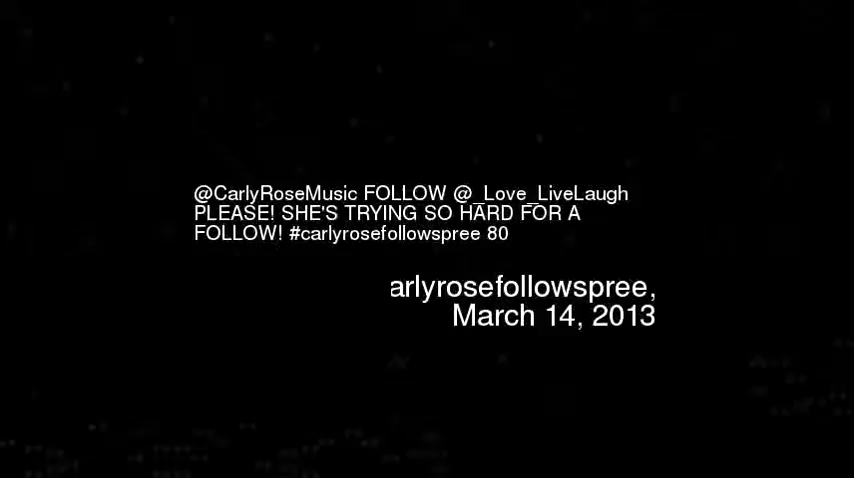 @CarlyRoseMusic FOLLOW @_Love_LiveLaugh
PLEASE! SHE'S TRYING SO HARD FOR A
FOLLOW! #carlyrosefollowspree 80
arlyrosefollowspree,
March 14, 2013